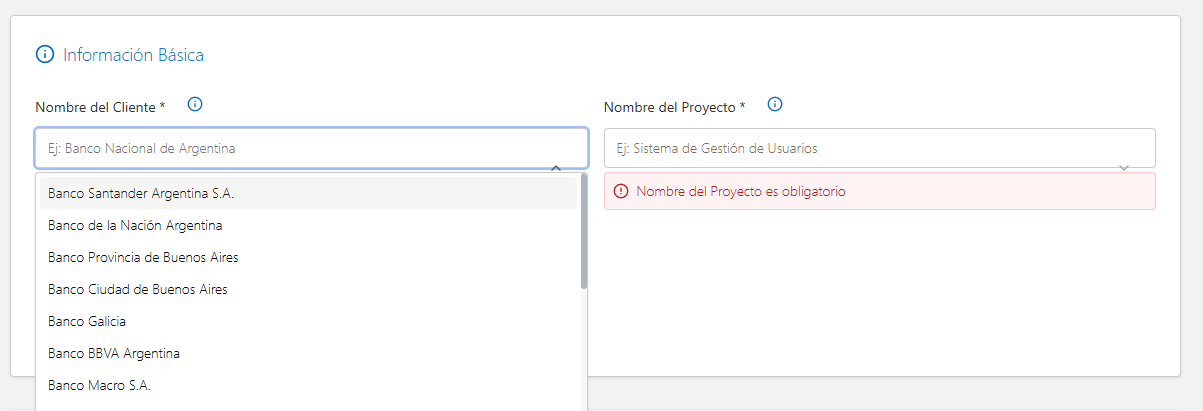 Información Básica
Nombre del Cliente *
Nombre del Proyecto *
Ej: Banco Nacional de Argentina
Ej: Sistema de Gestión de Usuarios
Nombre del Proyecto es obligatorio
Banco Santander Argentina S.A.
Banco de la Nación Argentina
Banco Provincia de Buenos Aires
Banco Ciudad de Buenos Aires
Banco Galicia
Banco BBVA Argentina
Banco Macro S.A.